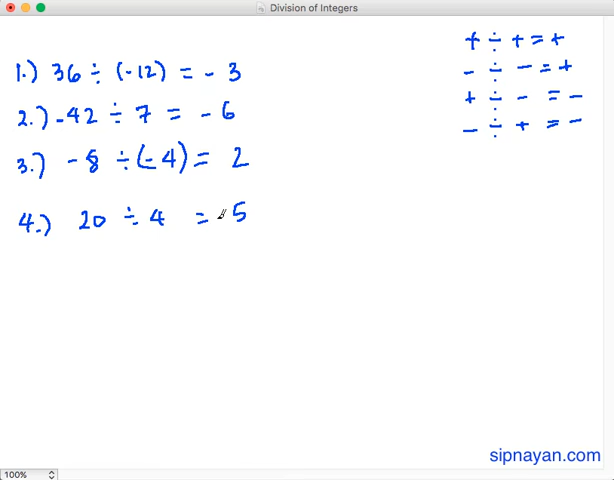 Division of Integers
1.) 36 ÷ (-12) = - 3
2.) -42 ÷ 7 = - 6
3.) - 8 ÷ (- 4) = 2
4.) 20 ÷ 4 = 5
+ ÷ + = +
- ÷ - = +
+ ÷ - = -
- ÷ + = -
sipnayan.com
100%